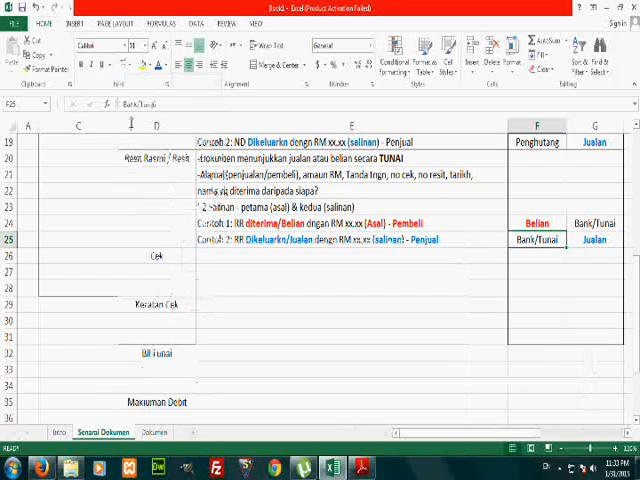 Book1 - Excel (Product Activation Failed)
FILE HOME INSERT PAGE LAYOUT FORMULAS DATA REVIEW VIEW Sign in
Cut
Copy
Format Painter
Calibri 11
Wrap Text
Merge & Center
General
Conditional Formatting Format as Table Cell Styles
Insert Delete Format
AutoSum
Fill
Clear
Sort & Filter Find & Select
Clipboard Font Alignment Number Styles Cells Editing
F25 fx Bank/Tunai
A C D E F G
19 Contoh 2: ND Dikeluarkn dengn RM xx.xx (salinan) - Penjual Penghutang Jualan
20 Resit Rasmi / Resit -Dokumen menunjukkan jualan atau belian secara TUNAI
21 -Alamat(penjualan/pembeli), amaun RM, Tanda tngn, no cek, no resit, tarikh,
22 nama yg diterima daripada siapa?
23 2 Salinan - petama (asal) & kedua (salinan)
24 Contoh 1: RR diterima/Belian dngan RM xx.xx (Asal) - Pembeli Belian Bank/Tunai
25 Contoh 2: RR Dikeluarkn/Jualan dengn RM xx.xx (salinan) - Penjual Bank/Tunai Jualan
26 Cek
27
28
29 Keratan Cek
30
31
32 Bil Tunai
33
34
35 Makluman Debit
36
Intro Senarai Dokumen Dokumen
READY 130%
EN 11:33 PM
1/31/2015